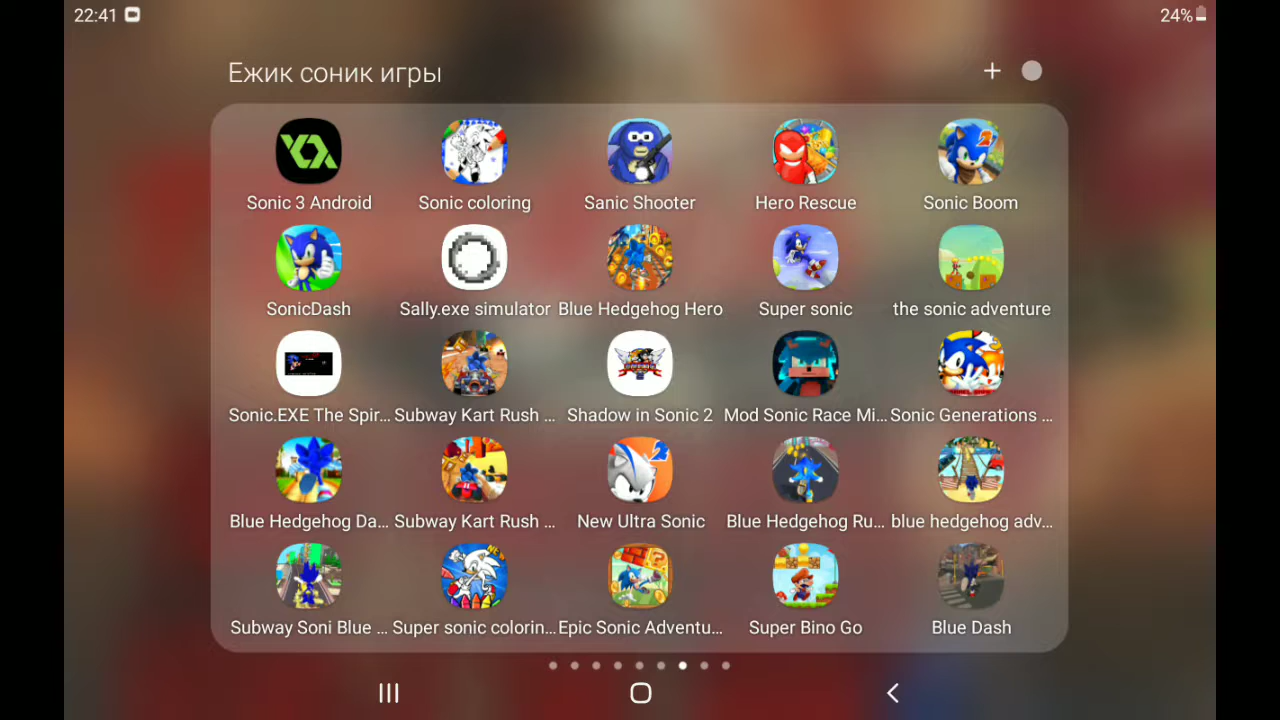 22:41 24%
Ежик соник игры
Sonic 3 Android Sonic coloring Sanic Shooter Hero Rescue Sonic Boom
SonicDash Sally.exe simulator Blue Hedgehog Hero Super sonic the sonic adventure
Sonic.EXE The Spir... Subway Kart Rush ... Shadow in Sonic 2 Mod Sonic Race Mi... Sonic Generations ...
Blue Hedgehog Da... Subway Kart Rush ... New Ultra Sonic Blue Hedgehog Ru... blue hedgehog adv...
Subway Soni Blue ... Super sonic colorin... Epic Sonic Adventu... Super Bino Go Blue Dash